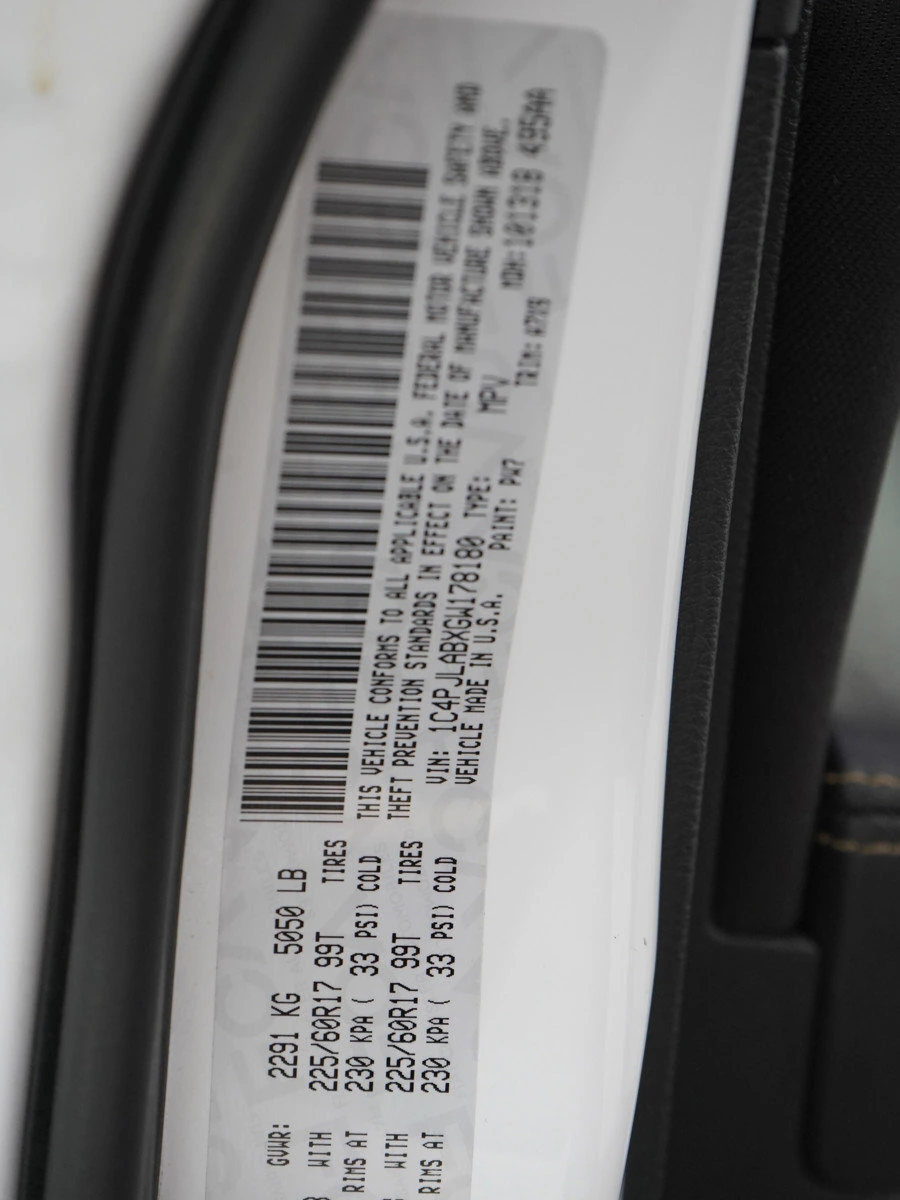 GVWR: 2291 KG 5050 LB
WITH 225/60R17 99T TIRES
RIMS AT 230 KPA ( 33 PSI) COLD
WITH 225/60R17 99T TIRES
RIMS AT 230 KPA ( 33 PSI) COLD
THIS VEHICLE CONFORMS TO ALL APPLICABLE U.S.A. FEDERAL MOTOR VEHICLE SAFETY AND
THEFT PREVENTION STANDARDS IN EFFECT ON THE DATE OF MANUFACTURE SHOWN ABOVE.
VIN: 1C4PJLABXGW178180 TYPE: MPV MDH:101318 495AA
VEHICLE MADE IN U.S.A. PAINT: PW7 TRIM: